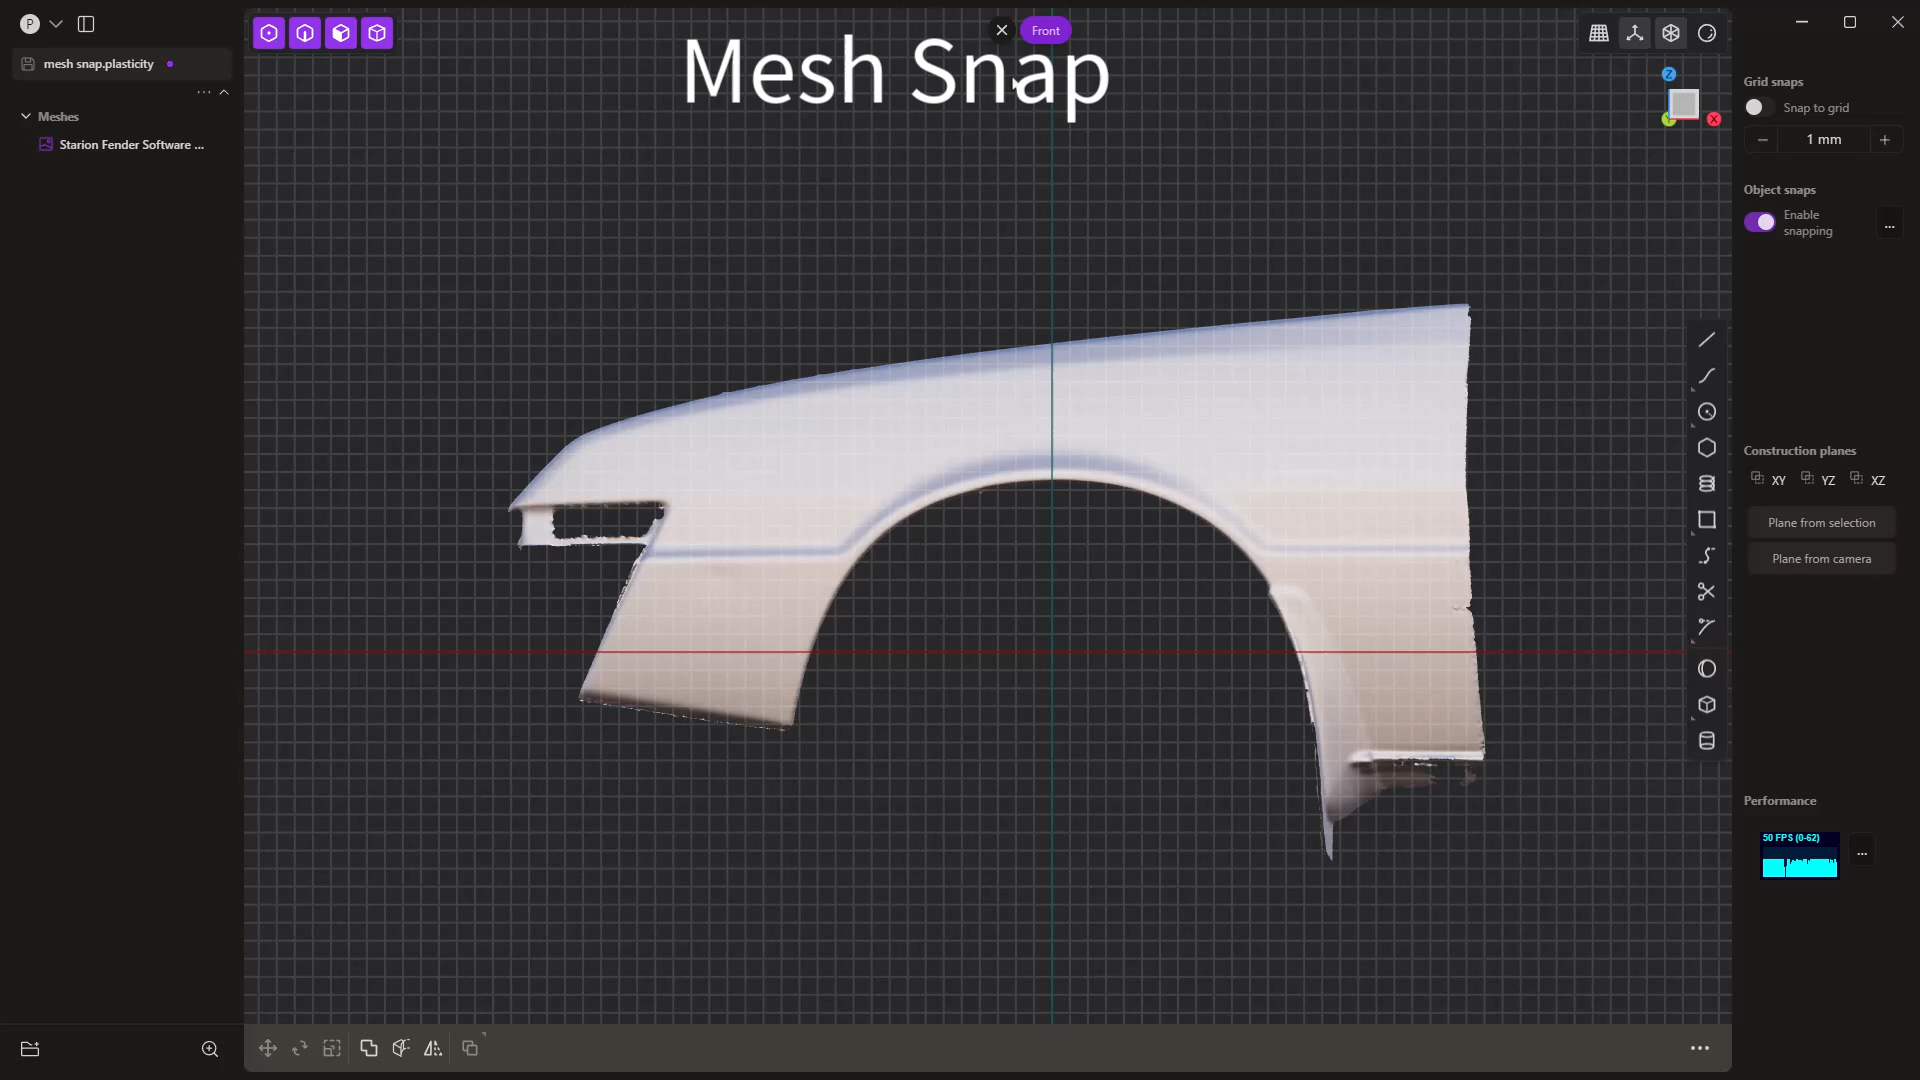 P
mesh snap.plasticity
Meshes
Starion Fender Software ...
Front
Mesh Snap
Z
Y
X
Grid snaps
Snap to grid
1 mm
Object snaps
Enable
snapping
...
Construction planes
XY
YZ
XZ
Plane from selection
Plane from camera
Performance
50 FPS (0-62)
...